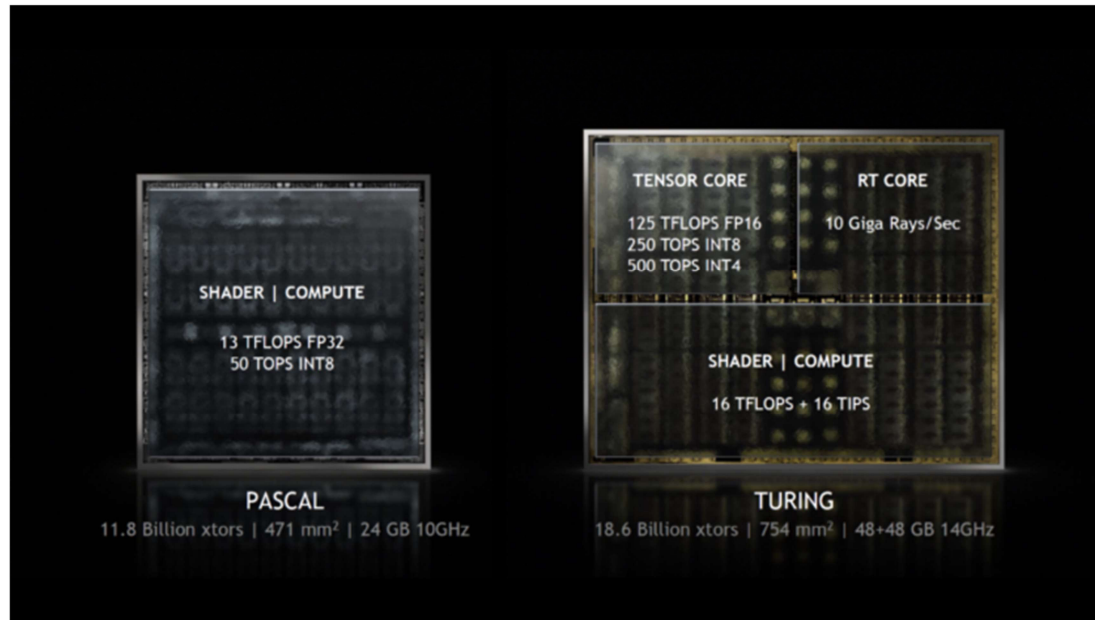 SHADER | COMPUTE
13 TFLOPS FP32
50 TOPS INT8
PASCAL
11.8 Billion xtors | 471 mm² | 24 GB 10GHz
TENSOR CORE
125 TFLOPS FP16
250 TOPS INT8
500 TOPS INT4
RT CORE
10 Giga Rays/Sec
SHADER | COMPUTE
16 TFLOPS + 16 TIPS
TURING
18.6 Billion xtors | 754 mm² | 48+48 GB 14GHz